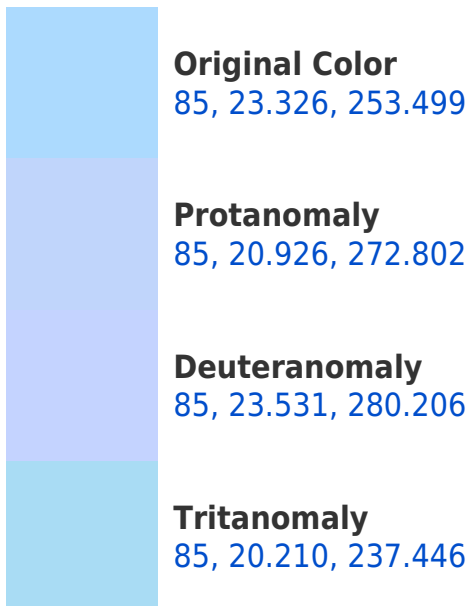 Original Color
85, 23.326, 253.499
Protanomaly
85, 20.926, 272.802
Deuteranomaly
85, 23.531, 280.206
Tritanomaly
85, 20.210, 237.446